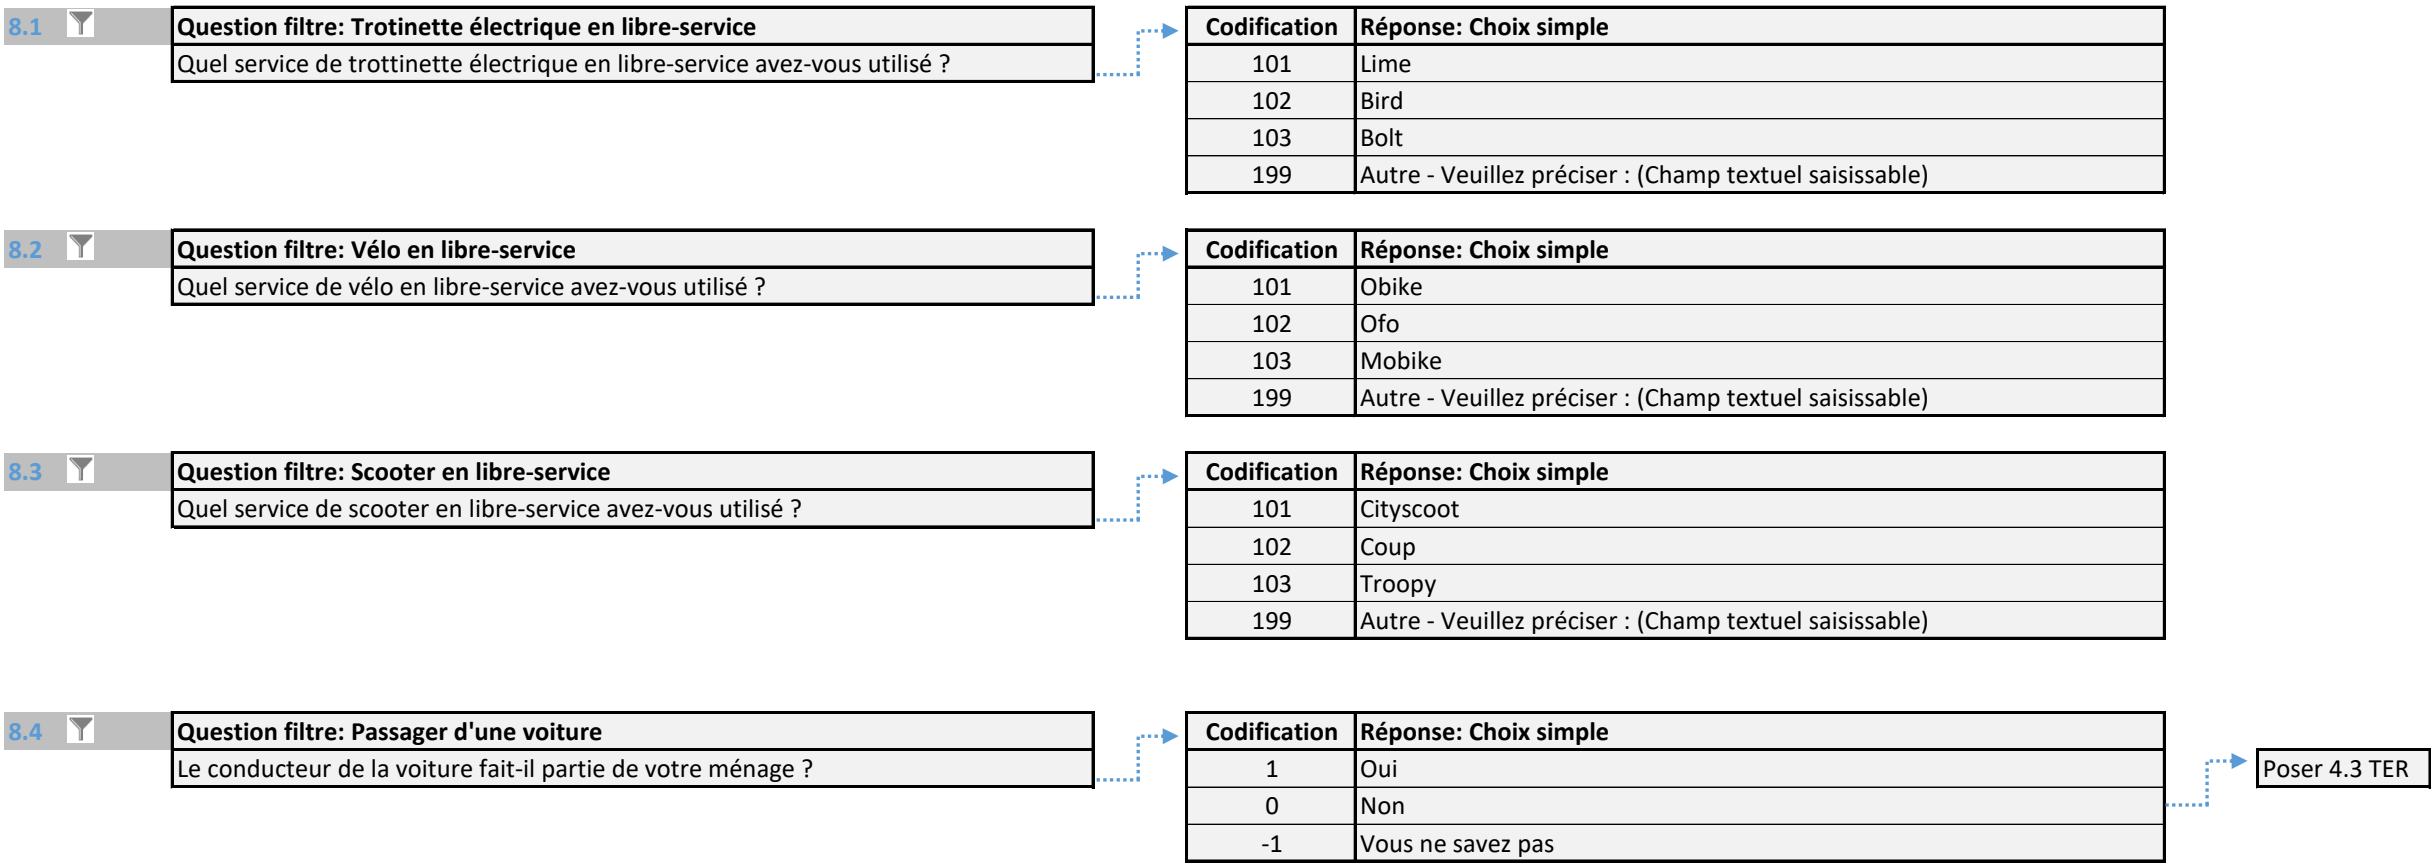 8.1 Question filtre: Trotinette électrique en libre-service
Quel service de trottinette électrique en libre-service avez-vous utilisé ?
Codification Réponse: Choix simple
101 Lime
102 Bird
103 Bolt
199 Autre - Veuillez préciser : (Champ textuel saisissable)
8.2 Question filtre: Vélo en libre-service
Quel service de vélo en libre-service avez-vous utilisé ?
Codification Réponse: Choix simple
101 Obike
102 Ofo
103 Mobike
199 Autre - Veuillez préciser : (Champ textuel saisissable)
8.3 Question filtre: Scooter en libre-service
Quel service de scooter en libre-service avez-vous utilisé ?
Codification Réponse: Choix simple
101 Cityscoot
102 Coup
103 Troopy
199 Autre - Veuillez préciser : (Champ textuel saisissable)
8.4 Question filtre: Passager d'une voiture
Le conducteur de la voiture fait-il partie de votre ménage ?
Codification Réponse: Choix simple
1 Oui
0 Non
-1 Vous ne savez pas
Poser 4.3 TER